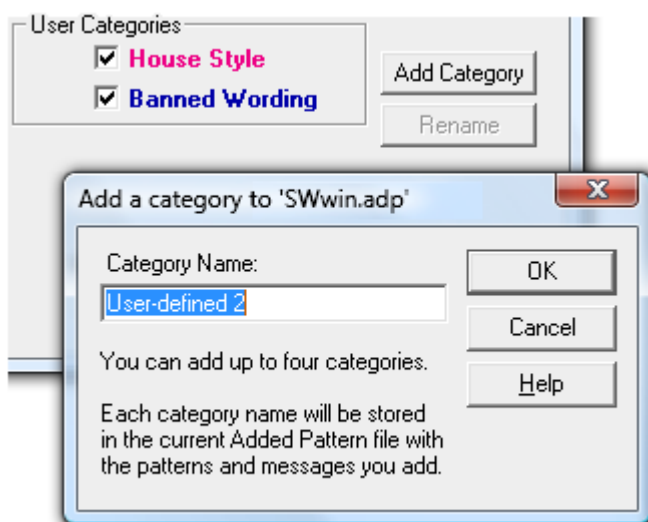 User Categories
House Style
Banned Wording
Add Category
Rename
Add a category to 'SWwin.adp'
Category Name:
User-defined 2
You can add up to four categories.
Each category name will be stored
in the current Added Pattern file with
the patterns and messages you add.
OK
Cancel
Help